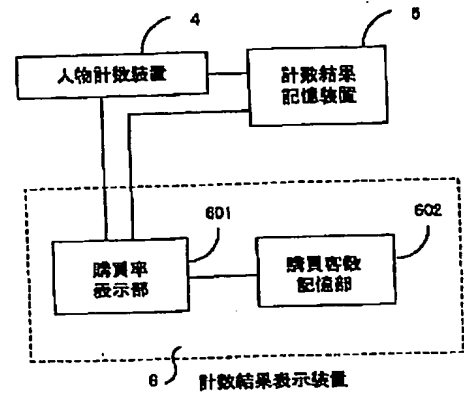 4
5
人物計数装置
計数結果
記憶装置
601
602
購買率
表示部
購買客数
記憶部
6
計数結果表示装置